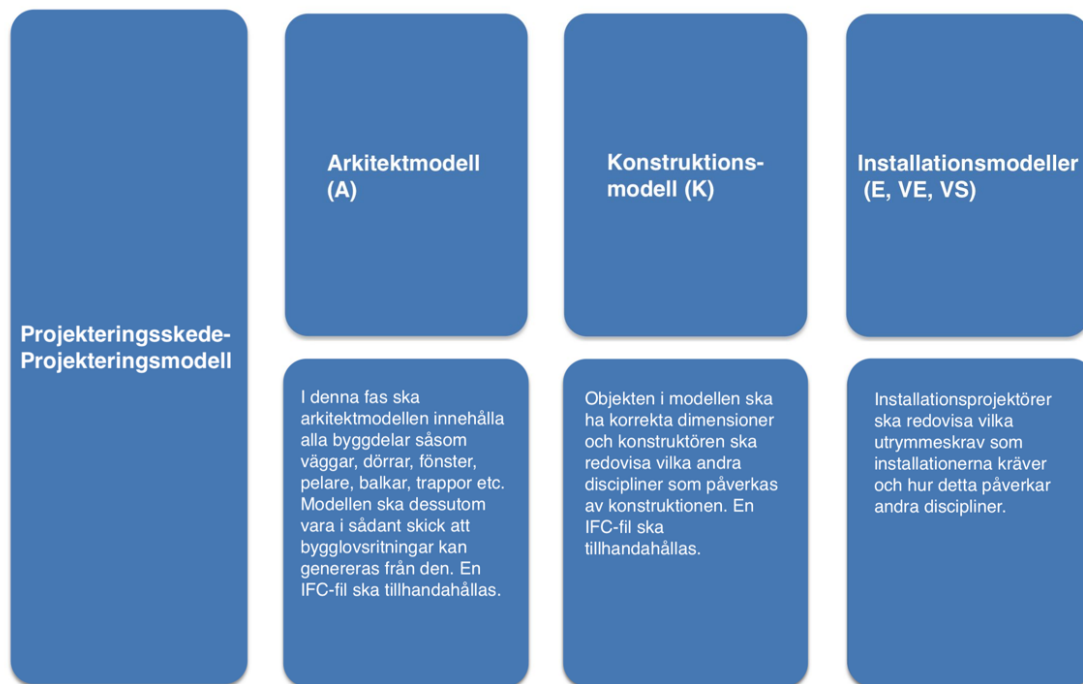 Projekteringsskede-
Projekteringsmodell
Arkitektmodell
(A)
I denna fas ska
arkitektmodellen innehålla
alla byggdelar såsom
väggar, dörrar, fönster,
pelare, balkar, trappor etc.
Modellen ska dessutom
vara i sådant skick att
bygglovsritningar kan
genereras från den. En
IFC-fil ska tillhandahållas.
Konstruktions-
modell (K)
Objekten i modellen ska
ha korrekta dimensioner
och konstruktören ska
redovisa vilka andra
discipliner som påverkas
av konstruktionen. En
IFC-fil ska
tillhandahållas.
Installationsmodeller
(E, VE, VS)
Installationsprojektörer
ska redovisa vilka
utrymmeskrav som
installationerna kräver
och hur detta påverkar
andra discipliner.